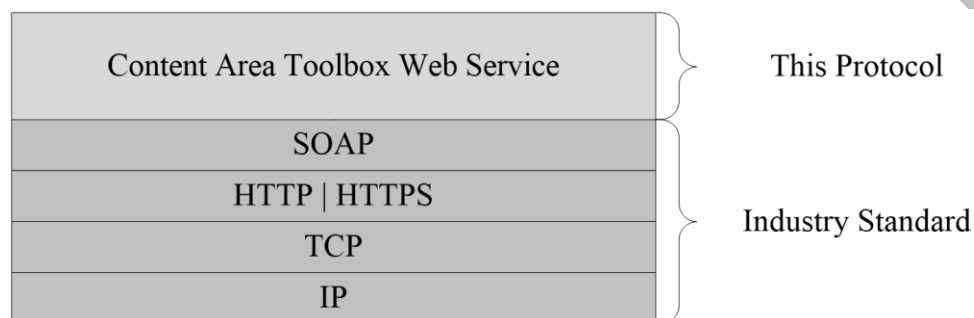 Content Area Toolbox Web Service
This Protocol
SOAP
HTTP | HTTPS
TCP
IP
Industry Standard